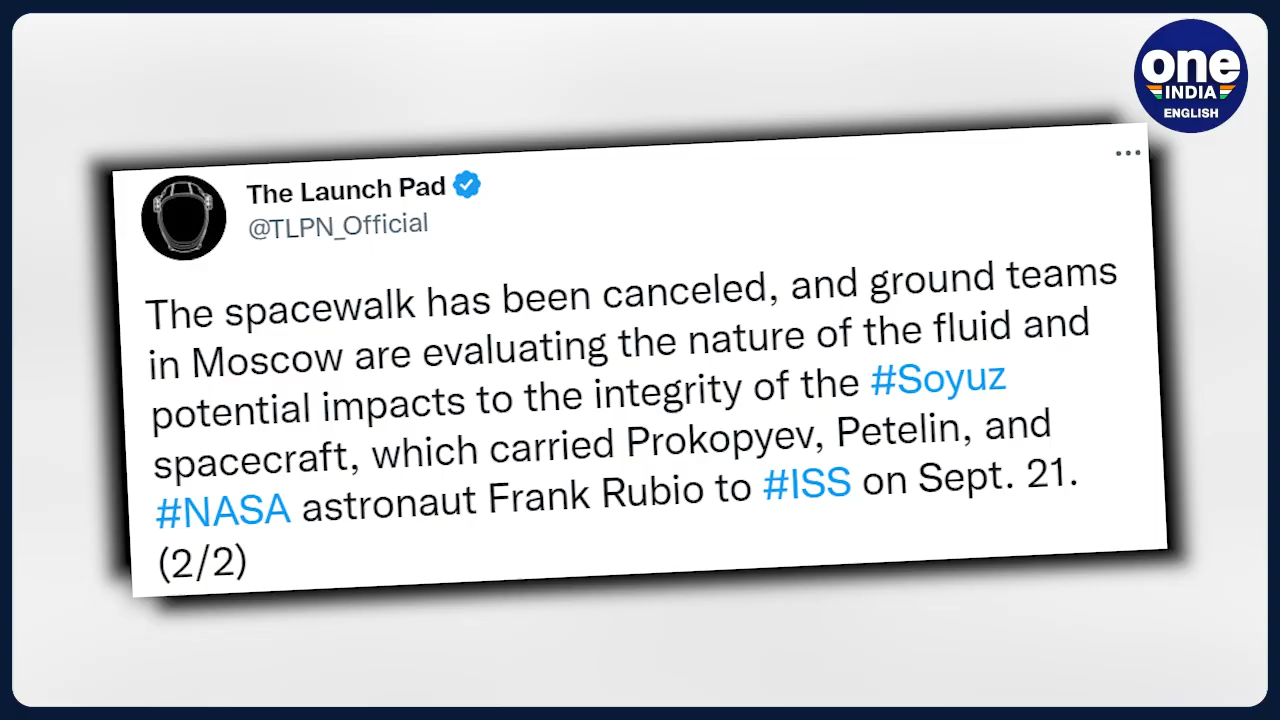 one
INDIA
ENGLISH
...
The Launch Pad
@TLPN_Official
The spacewalk has been canceled, and ground teams
in Moscow are evaluating the nature of the fluid and
potential impacts to the integrity of the #Soyuz
spacecraft, which carried Prokopyev, Petelin, and
#NASA astronaut Frank Rubio to #ISS on Sept. 21.
(2/2)